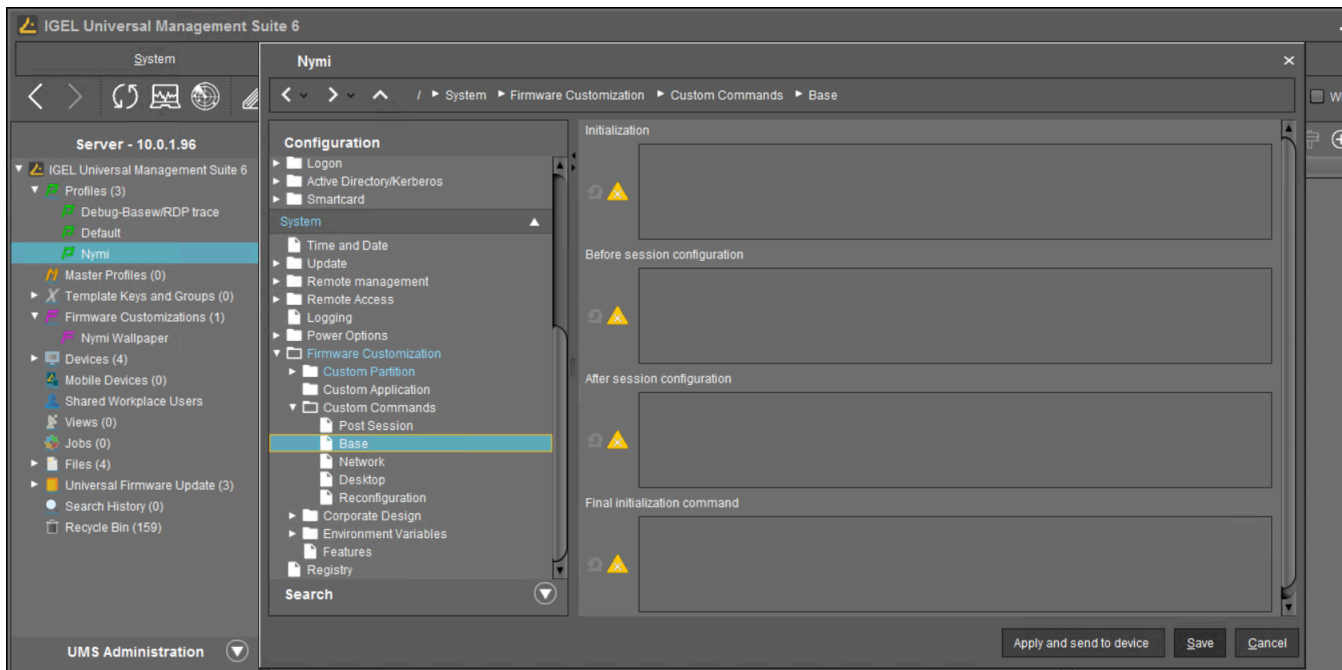 IGEL Universal Management Suite 6
System
Nymi
/ System Firmware Customization Custom Commands Base
Server - 10.0.1.96
IGEL Universal Management Suite 6
Profiles (3)
Debug-Basew/RDP trace
Default
Nymi
Master Profiles (0)
Template Keys and Groups (0)
Firmware Customizations (1)
Nymi Wallpaper
Devices (4)
Mobile Devices (0)
Shared Workplace Users
Views (0)
Jobs (0)
Files (4)
Universal Firmware Update (3)
Search History (0)
Recycle Bin (159)
UMS Administration
Configuration
Logon
Active Directory/Kerberos
Smartcard
System
Time and Date
Update
Remote management
Remote Access
Logging
Power Options
Firmware Customization
Custom Partition
Custom Application
Custom Commands
Post Session
Base
Network
Desktop
Reconfiguration
Corporate Design
Environment Variables
Features
Registry
Search
Initialization
Before session configuration
After session configuration
Final initialization command
Apply and send to device
Save
Cancel